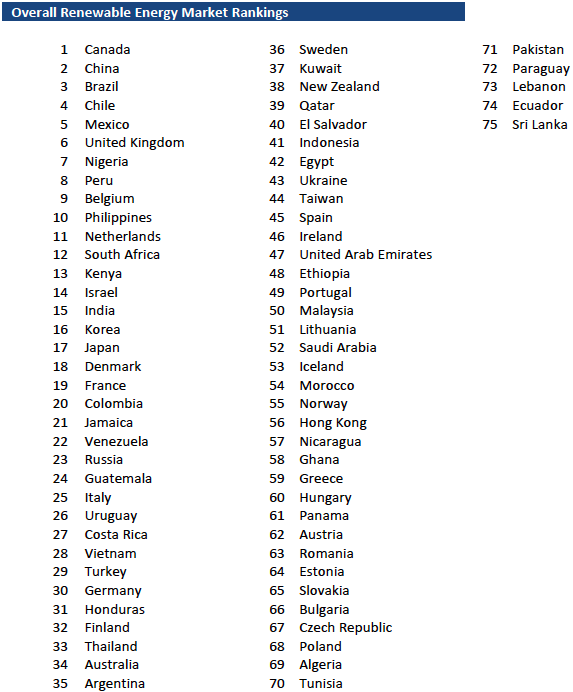 Overall Renewable Energy Market Rankings
1 Canada
2 China
3 Brazil
4 Chile
5 Mexico
6 United Kingdom
7 Nigeria
8 Peru
9 Belgium
10 Philippines
11 Netherlands
12 South Africa
13 Kenya
14 Israel
15 India
16 Korea
17 Japan
18 Denmark
19 France
20 Colombia
21 Jamaica
22 Venezuela
23 Russia
24 Guatemala
25 Italy
26 Uruguay
27 Costa Rica
28 Vietnam
29 Turkey
30 Germany
31 Honduras
32 Finland
33 Thailand
34 Australia
35 Argentina
36 Sweden
37 Kuwait
38 New Zealand
39 Qatar
40 El Salvador
41 Indonesia
42 Egypt
43 Ukraine
44 Taiwan
45 Spain
46 Ireland
47 United Arab Emirates
48 Ethiopia
49 Portugal
50 Malaysia
51 Lithuania
52 Saudi Arabia
53 Iceland
54 Morocco
55 Norway
56 Hong Kong
57 Nicaragua
58 Ghana
59 Greece
60 Hungary
61 Panama
62 Austria
63 Romania
64 Estonia
65 Slovakia
66 Bulgaria
67 Czech Republic
68 Poland
69 Algeria
70 Tunisia
71 Pakistan
72 Paraguay
73 Lebanon
74 Ecuador
75 Sri Lanka